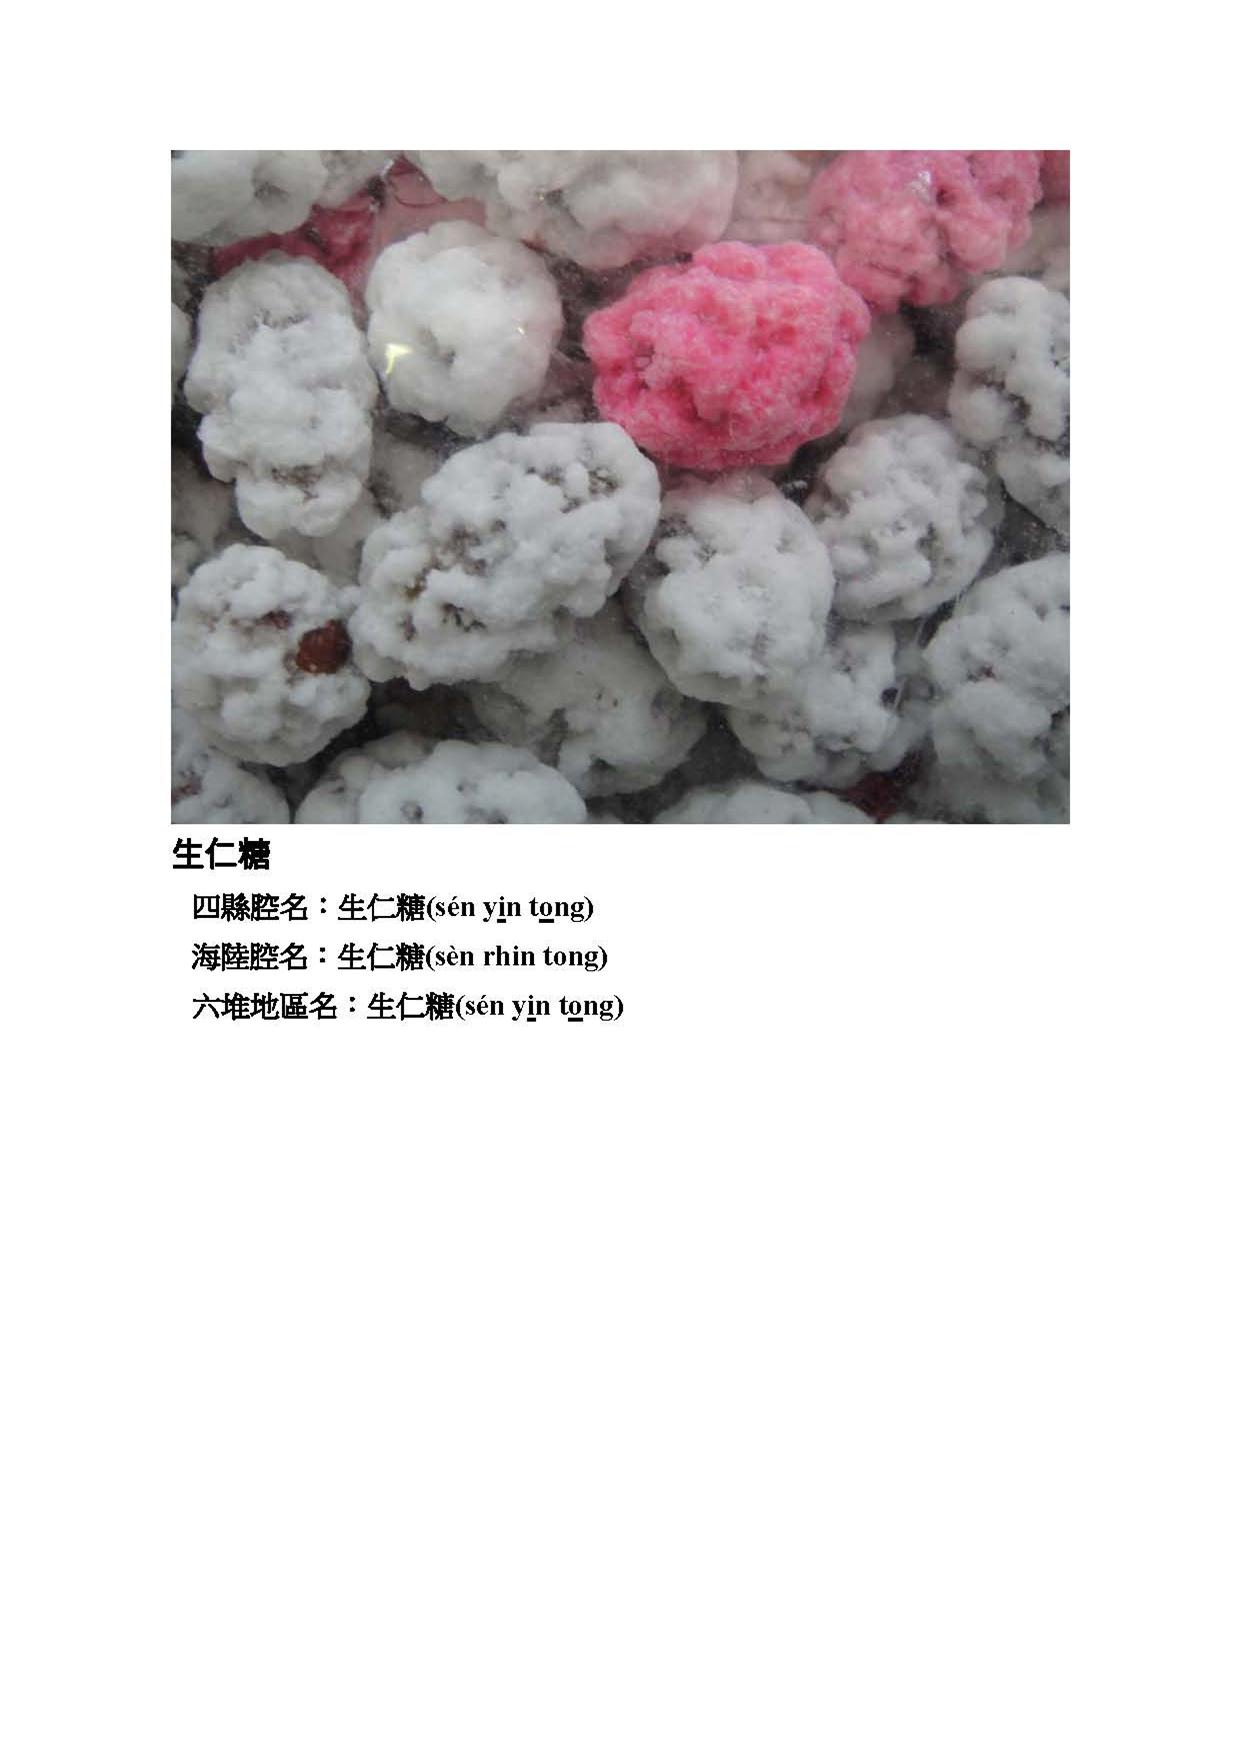 生仁糖
四縣腔名：生仁糖(sén yi̲n to̲ng)
海陸腔名：生仁糖(sèn rhin tong)
六堆地區名：生仁糖(sén yi̲n to̲ng)